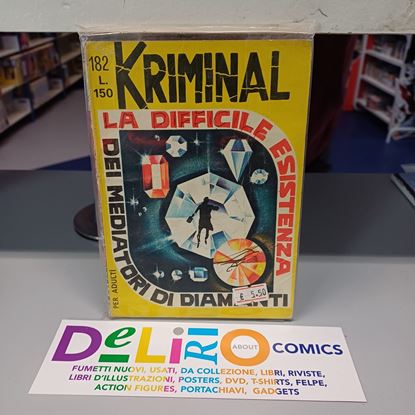 182
L.
150
KRIMINAL
LA DIFFICILE ESISTENZA
DEI MEDIATORI DI DIAMANTI
PER ADULTI
€ 5.50
DeLiRiO
ABOUT
COMICS
FUMETTI NUOVI, USATI, DA COLLEZIONE, LIBRI, RIVISTE,
LIBRI D'ILLUSTRAZIONI, POSTERS, DVD, T-SHIRTS, FELPE,
ACTION FIGURES, PORTACHIAVI, GADGETS